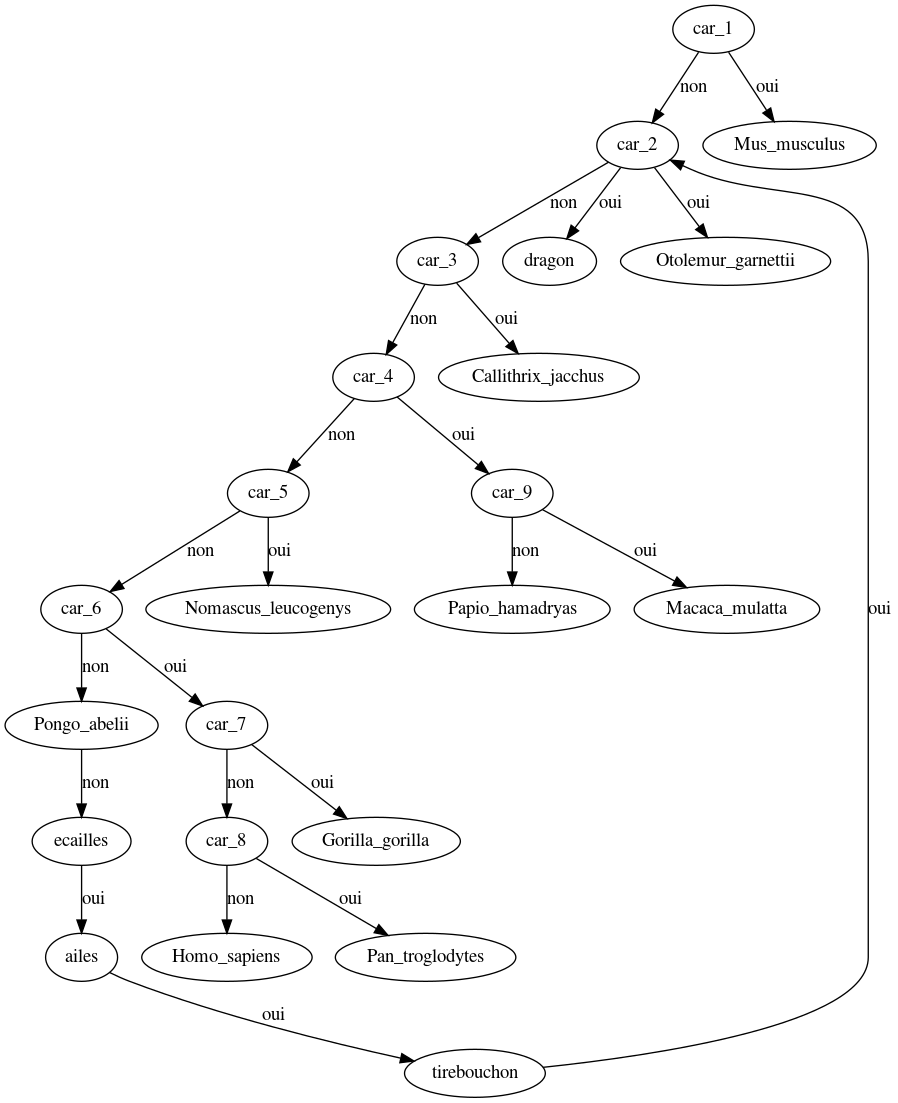 car_1
non
oui
car_2
Mus_musculus
non
oui
oui
car_3
dragon
Otolemur_garnettii
non
oui
car_4
Callithrix_jacchus
non
oui
car_5
car_9
non
oui
non
oui
car_6
Nomascus_leucogenys
Papio_hamadryas
Macaca_mulatta
oui
non
oui
Pongo_abelii
car_7
non
non
oui
ecailles
car_8
Gorilla_gorilla
oui
non
oui
ailes
Homo_sapiens
Pan_troglodytes
oui
tirebouchon